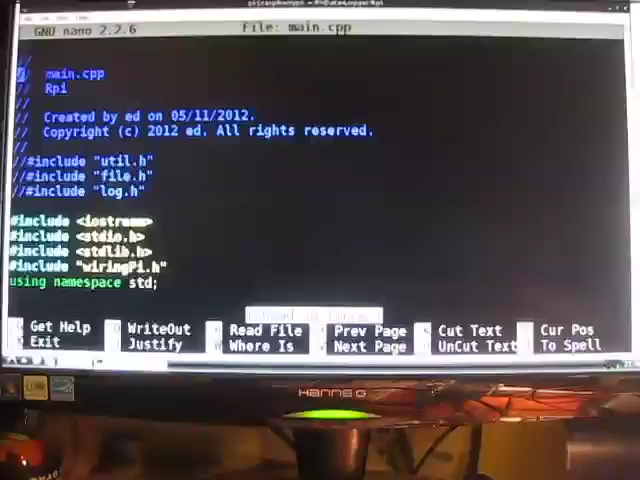 GNU nano 2.2.6 File: main.cpp
//
// main.cpp
// Rpi
//
// Created by ed on 05/11/2012.
// Copyright (c) 2012 ed. All rights reserved.
//
//#include "util.h"
//#include "file.h"
//#include "log.h"
#include <iostream>
#include <stdio.h>
#include <stdlib.h>
#include "wiringPi.h"
using namespace std;
Get Help WriteOut Read File Prev Page Cut Text Cur Pos
Exit Justify Where Is Next Page UnCut Text To Spell
HANNS G